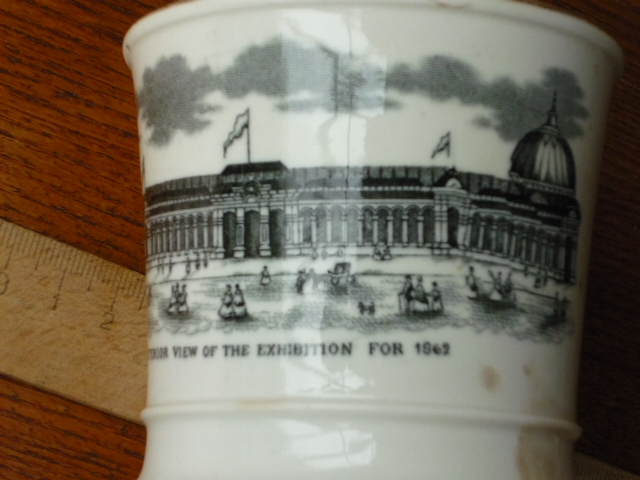 VIEW OF THE EXHIBITION FOR 1862